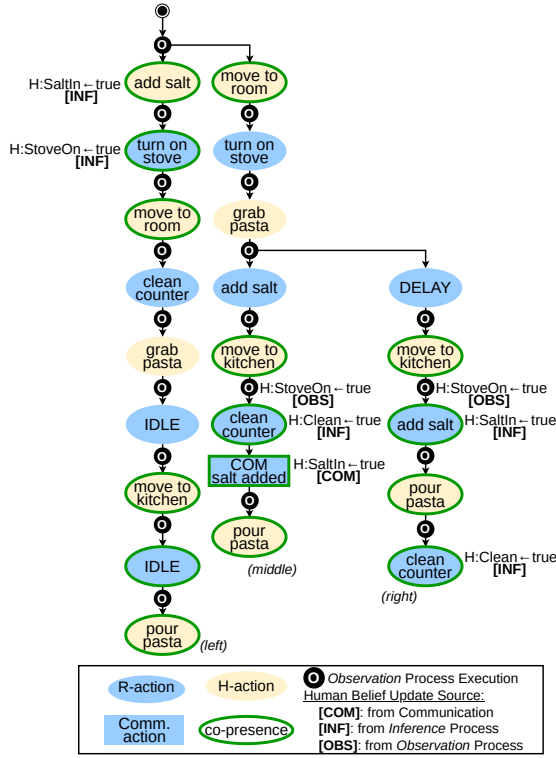 O
H:SaltIn←true
[INF]
add salt
move to
room
O
O
H:StoveOn←true
[INF]
turn on
stove
turn on
stove
O
O
move to
room
grab
pasta
O
O
clean
counter
add salt
DELAY
O
O
O
grab
pasta
move to
kitchen
move to
kitchen
O
O
H:StoveOn←true
[OBS]
O
H:StoveOn←true
[OBS]
IDLE
clean
counter
H:Clean←true
[INF]
add salt
H:SaltIn←true
[INF]
O
COM
salt added
H:SaltIn←true
[COM]
O
move to
kitchen
O
pour
pasta
O
pour
pasta
(middle)
O
IDLE
clean
counter
H:Clean←true
[INF]
(right)
O
pour
pasta
(left)
R-action
H-action
O Observation Process Execution
Human Belief Update Source:
Comm.
action
co-presence
[COM]: from Communication
[INF]: from Inference Process
[OBS]: from Observation Process